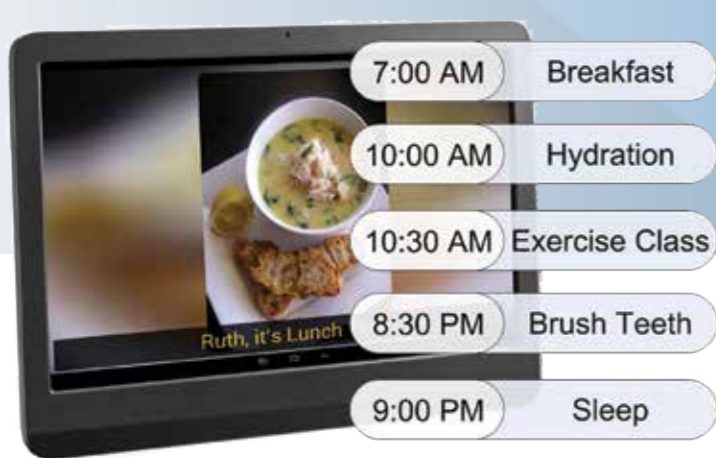 7:00 AM Breakfast
10:00 AM Hydration
10:30 AM Exercise Class
Ruth, it's Lunch
8:30 PM Brush Teeth
9:00 PM Sleep